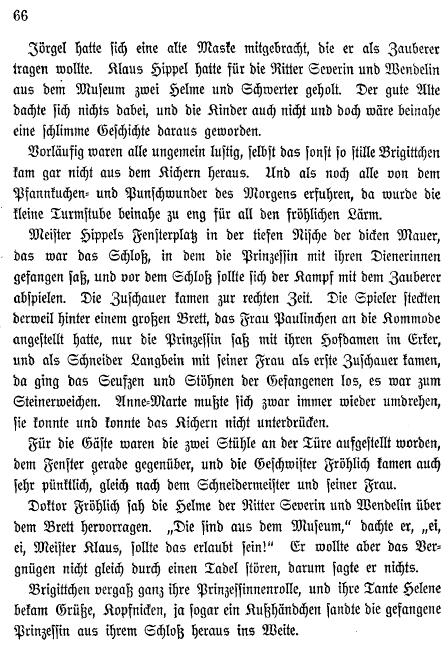 66
Jörgel hatte sich eine alte Maske mitgebracht, die er als Zauberer
tragen wollte. Klaus Hippel hatte für die Ritter Severin und Wendelin
aus dem Museum zwei Helme und Schwerter geholt. Der gute Alte
dachte sich nichts dabei, und die Kinder auch nicht und doch wäre beinahe
eine schlimme Geschichte daraus geworden.
Vorläufig waren alle ungemein lustig, selbst das sonst so stille Brigittchen
kam gar nicht aus dem Kichern heraus. Und als noch alle von dem
Pfannkuchen- und Punschwunder des Morgens erfuhren, da wurde die
kleine Turmstube beinahe zu eng für all den fröhlichen Lärm.
Meister Hippels Fensterplatz in der tiefen Nische der dicken Mauer,
das war das Schloß, in dem die Prinzessin mit ihren Dienerinnen
gefangen saß, und vor dem Schloß sollte sich der Kampf mit dem Zauberer
abspielen. Die Zuschauer kamen zur rechten Zeit. Die Spieler steckten
derweil hinter einem großen Brett, das Frau Paulinchen an die Kommode
angestellt hatte, nur die Prinzessin saß mit ihren Hofdamen im Erker,
und als Schneider Langbein mit seiner Frau als erste Zuschauer kamen,
da ging das Seufzen und Stöhnen der Gefangenen los, es war zum
Steinerweichen. Anne-Marte mußte sich zwar immer wieder umdrehen,
sie konnte und konnte das Kichern nicht unterdrücken.
Für die Gäste waren die zwei Stühle an der Türe aufgestellt worden,
dem Fenster gerade gegenüber, und die Geschwister Fröhlich kamen auch
sehr pünktlich, gleich nach dem Schneidermeister und seiner Frau.
Doktor Fröhlich sah die Helme der Ritter Severin und Wendelin über
dem Brett hervorragen. „Die sind aus dem Museum,“ dachte er, „ei,
ei, Meister Klaus, sollte das erlaubt sein!“ Er wollte aber das Ver-
gnügen nicht gleich durch einen Tadel stören, darum sagte er nichts.
Brigittchen vergaß ganz ihre Prinzessinnenrolle, und ihre Tante Helene
bekam Grüße, Kopfnicken, ja sogar ein Kußhändchen sandte die gefangene
Prinzessin aus ihrem Schloß heraus ins Weite.